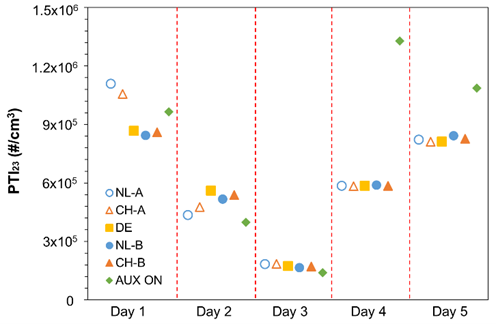 1.5x10⁶
1.2x10⁶
9x10⁵
6x10⁵
3x10⁵
0
PTI₂₃ (#/cm³)
NL-A
CH-A
DE
NL-B
CH-B
AUX ON
Day 1 Day 2 Day 3 Day 4 Day 5